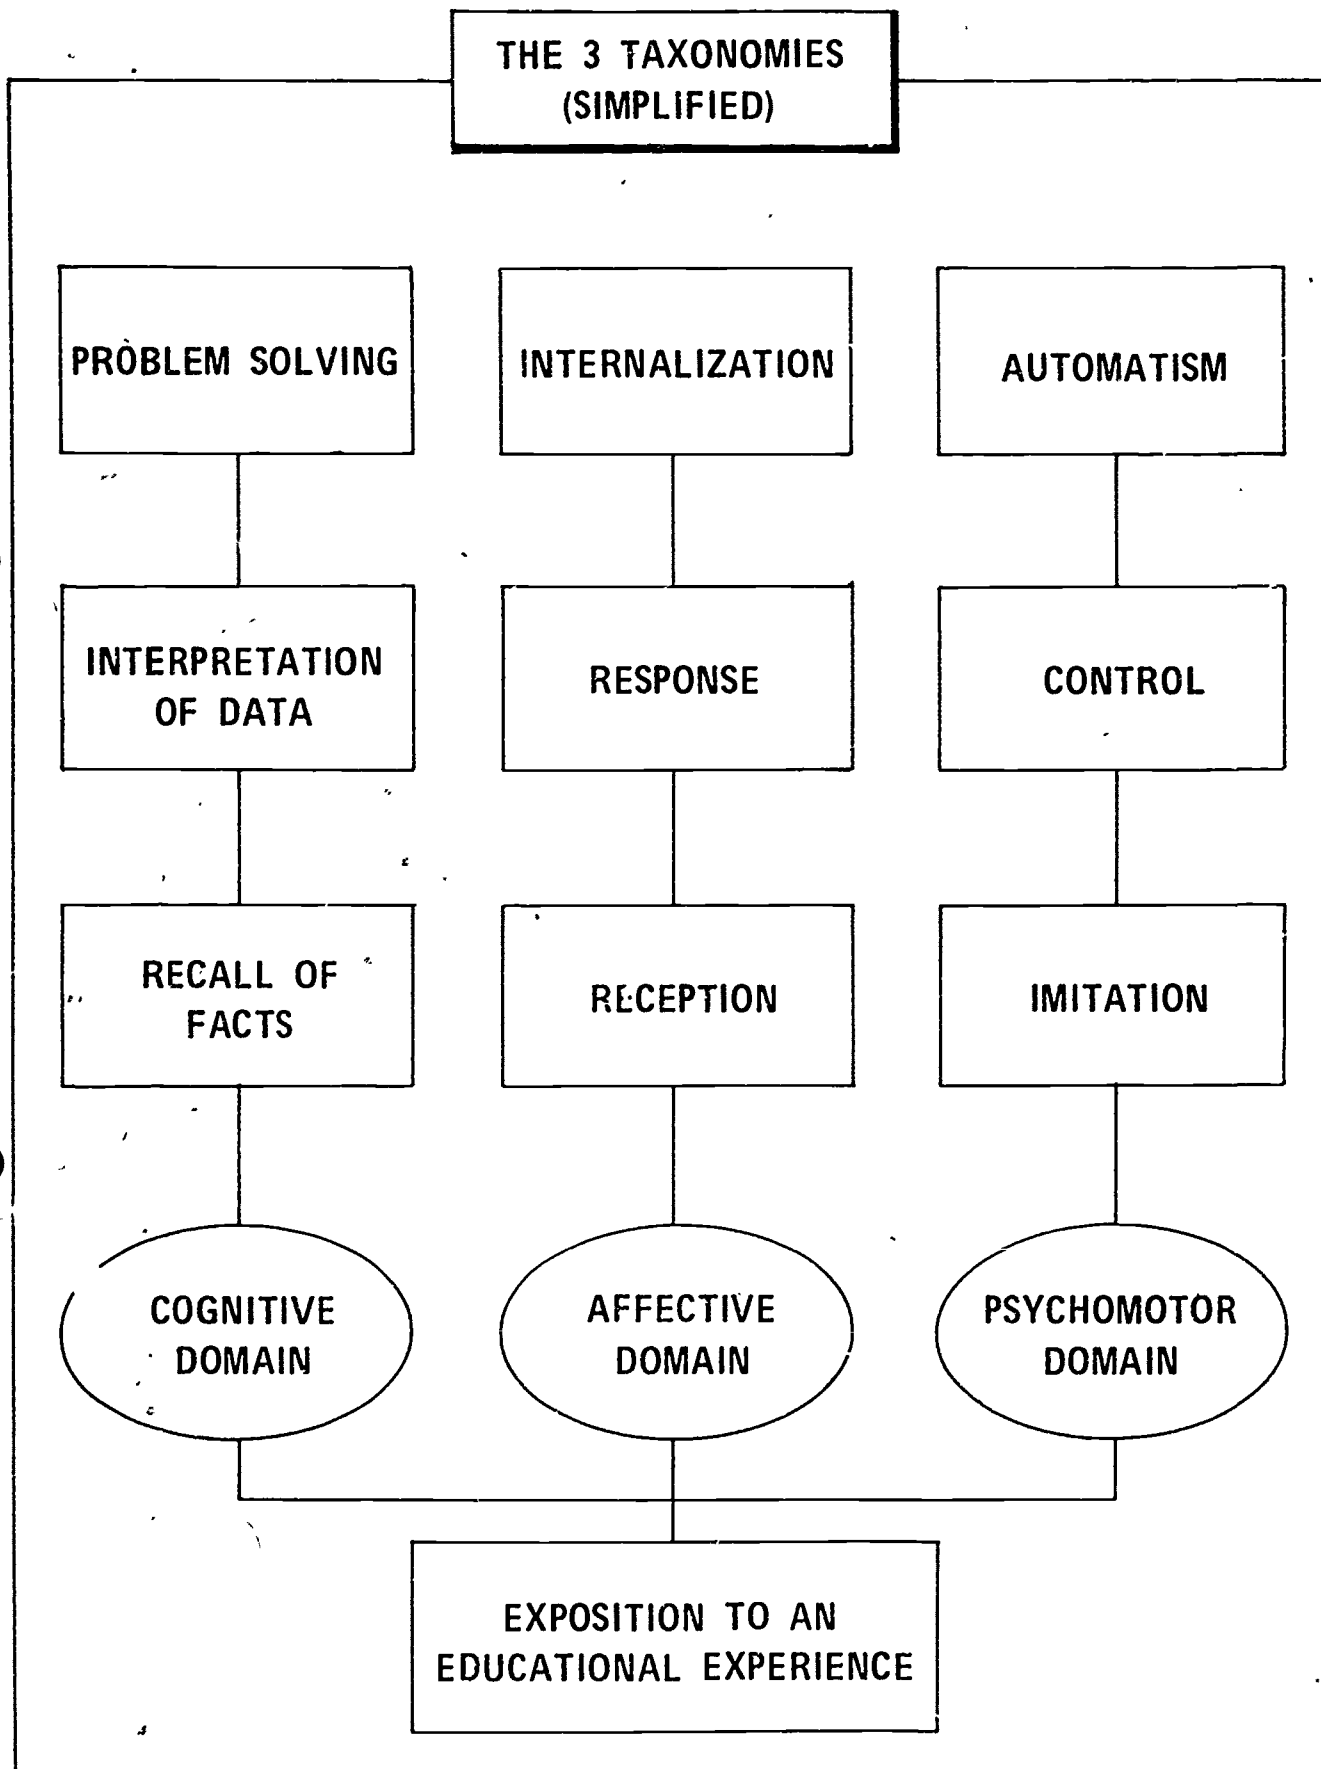 THE 3 TAXONOMIES
(SIMPLIFIED)
PROBLEM SOLVING
INTERNALIZATION
AUTOMATISM
INTERPRETATION
OF DATA
RESPONSE
CONTROL
RECALL OF
FACTS
RECEPTION
IMITATION
COGNITIVE
DOMAIN
AFFECTIVE
DOMAIN
PSYCHOMOTOR
DOMAIN
EXPOSITION TO AN
EDUCATIONAL EXPERIENCE